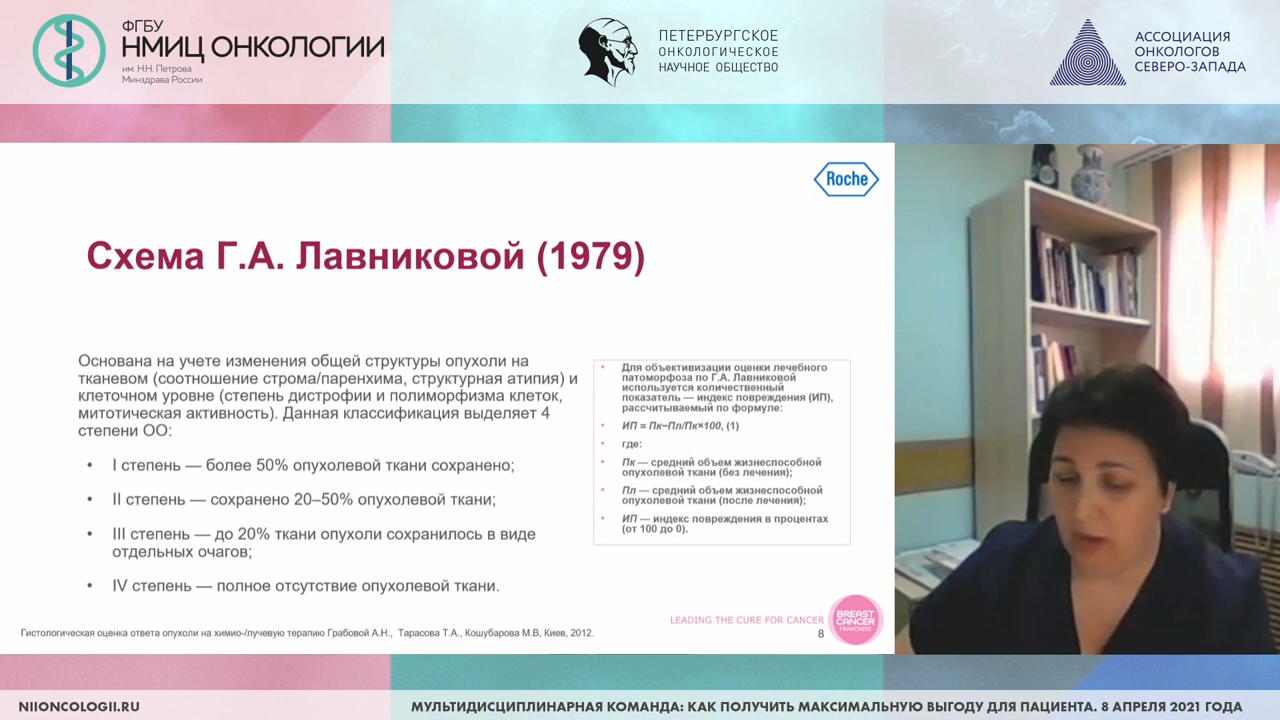 ФГБУ
НМИЦ ОНКОЛОГИИ
им. Н.Н. Петрова
Минздрава России
ПЕТЕРБУРГСКОЕ
ОНКОЛОГИЧЕСКОЕ
НАУЧНОЕ ОБЩЕСТВО
АССОЦИАЦИЯ
ОНКОЛОГОВ
СЕВЕРО-ЗАПАДА
Roche
Схема Г.А. Лавниковой (1979)
Основана на учете изменения общей структуры опухоли на
тканевом (соотношение строма/паренхима, структурная атипия) и
клеточном уровне (степень дистрофии и полиморфизма клеток,
митотическая активность). Данная классификация выделяет 4
степени ОО:
• I степень — более 50% опухолевой ткани сохранено;
• II степень — сохранено 20–50% опухолевой ткани;
• III степень — до 20% ткани опухоли сохранилось в виде
отдельных очагов;
• IV степень — полное отсутствие опухолевой ткани.
• Для объективизации оценки лечебного
патоморфоза по Г.А. Лавниковой
используется количественный
показатель — индекс повреждения (ИП),
рассчитываемый по формуле:
• ИП = Пк–Пл/Пк×100, (1)
• где:
• Пк — средний объем жизнеспособной
опухолевой ткани (без лечения);
• Пл — средний объем жизнеспособной
опухолевой ткани (после лечения);
• ИП — индекс повреждения в процентах
(от 100 до 0).
LEADING THE CURE FOR CANCER
BREAST
CANCER
FRANCHISE
8
Гистологическая оценка ответа опухоли на химио-/лучевую терапию Грабовой А.Н., Тарасова Т.А., Кошубарова М.В, Киев, 2012.
NIIONCOLOGII.RU
МУЛЬТИДИСЦИПЛИНАРНАЯ КОМАНДА: КАК ПОЛУЧИТЬ МАКСИМАЛЬНУЮ ВЫГОДУ ДЛЯ ПАЦИЕНТА. 8 АПРЕЛЯ 2021 ГОДА